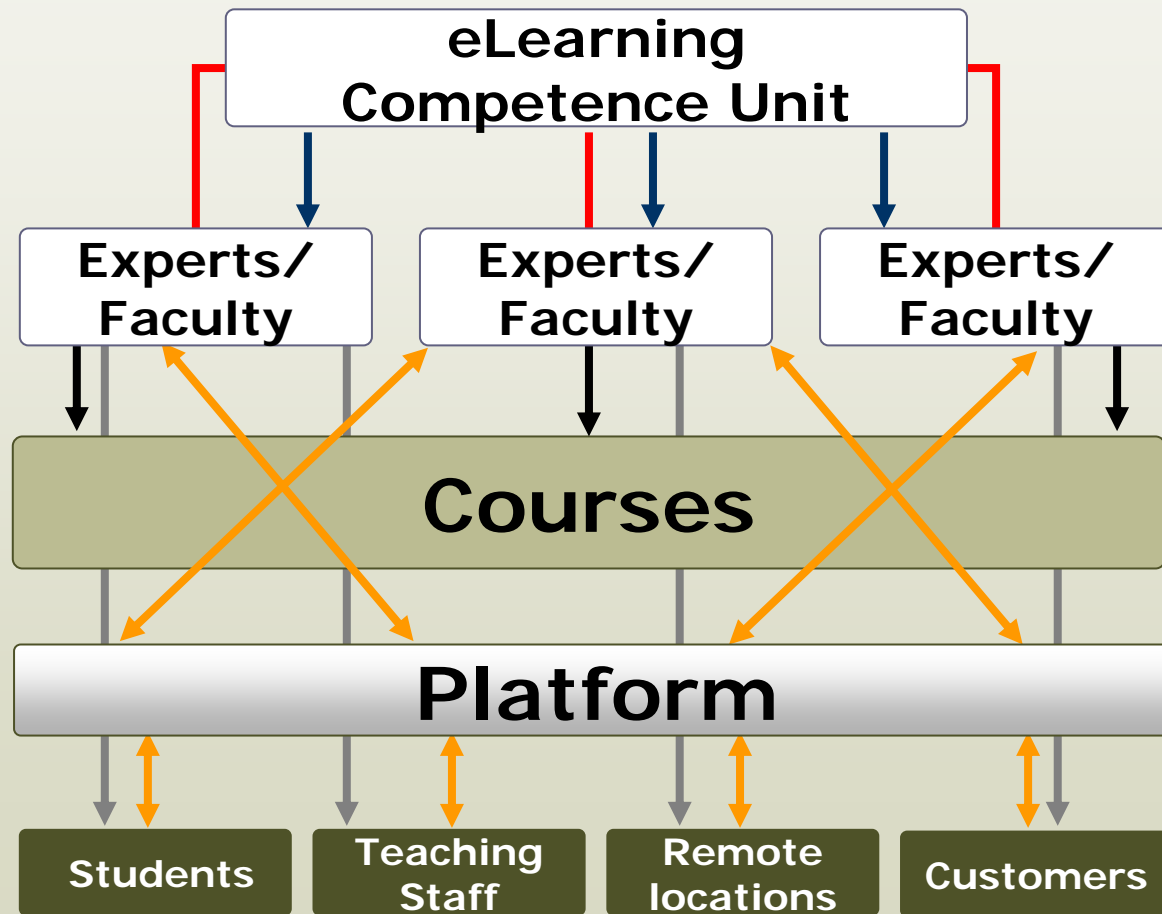 eLearning
Competence Unit
Experts/
Faculty
Experts/
Faculty
Experts/
Faculty
Courses
Platform
Students
Teaching
Staff
Remote
locations
Customers